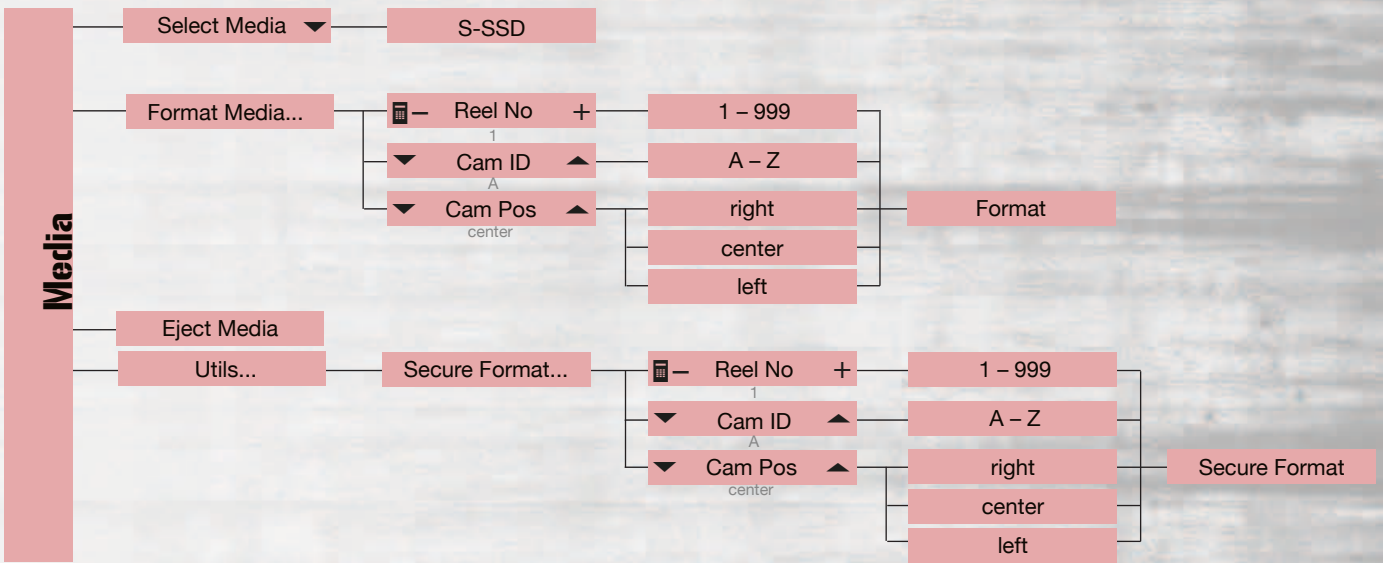 Media
Select Media
S-SSD
Format Media...
– Reel No +
1
1 – 999
Cam ID
A
A – Z
Cam Pos
center
right
center
left
Format
Eject Media
Utils...
Secure Format...
– Reel No +
1
1 – 999
Cam ID
A
A – Z
Cam Pos
center
right
center
left
Secure Format